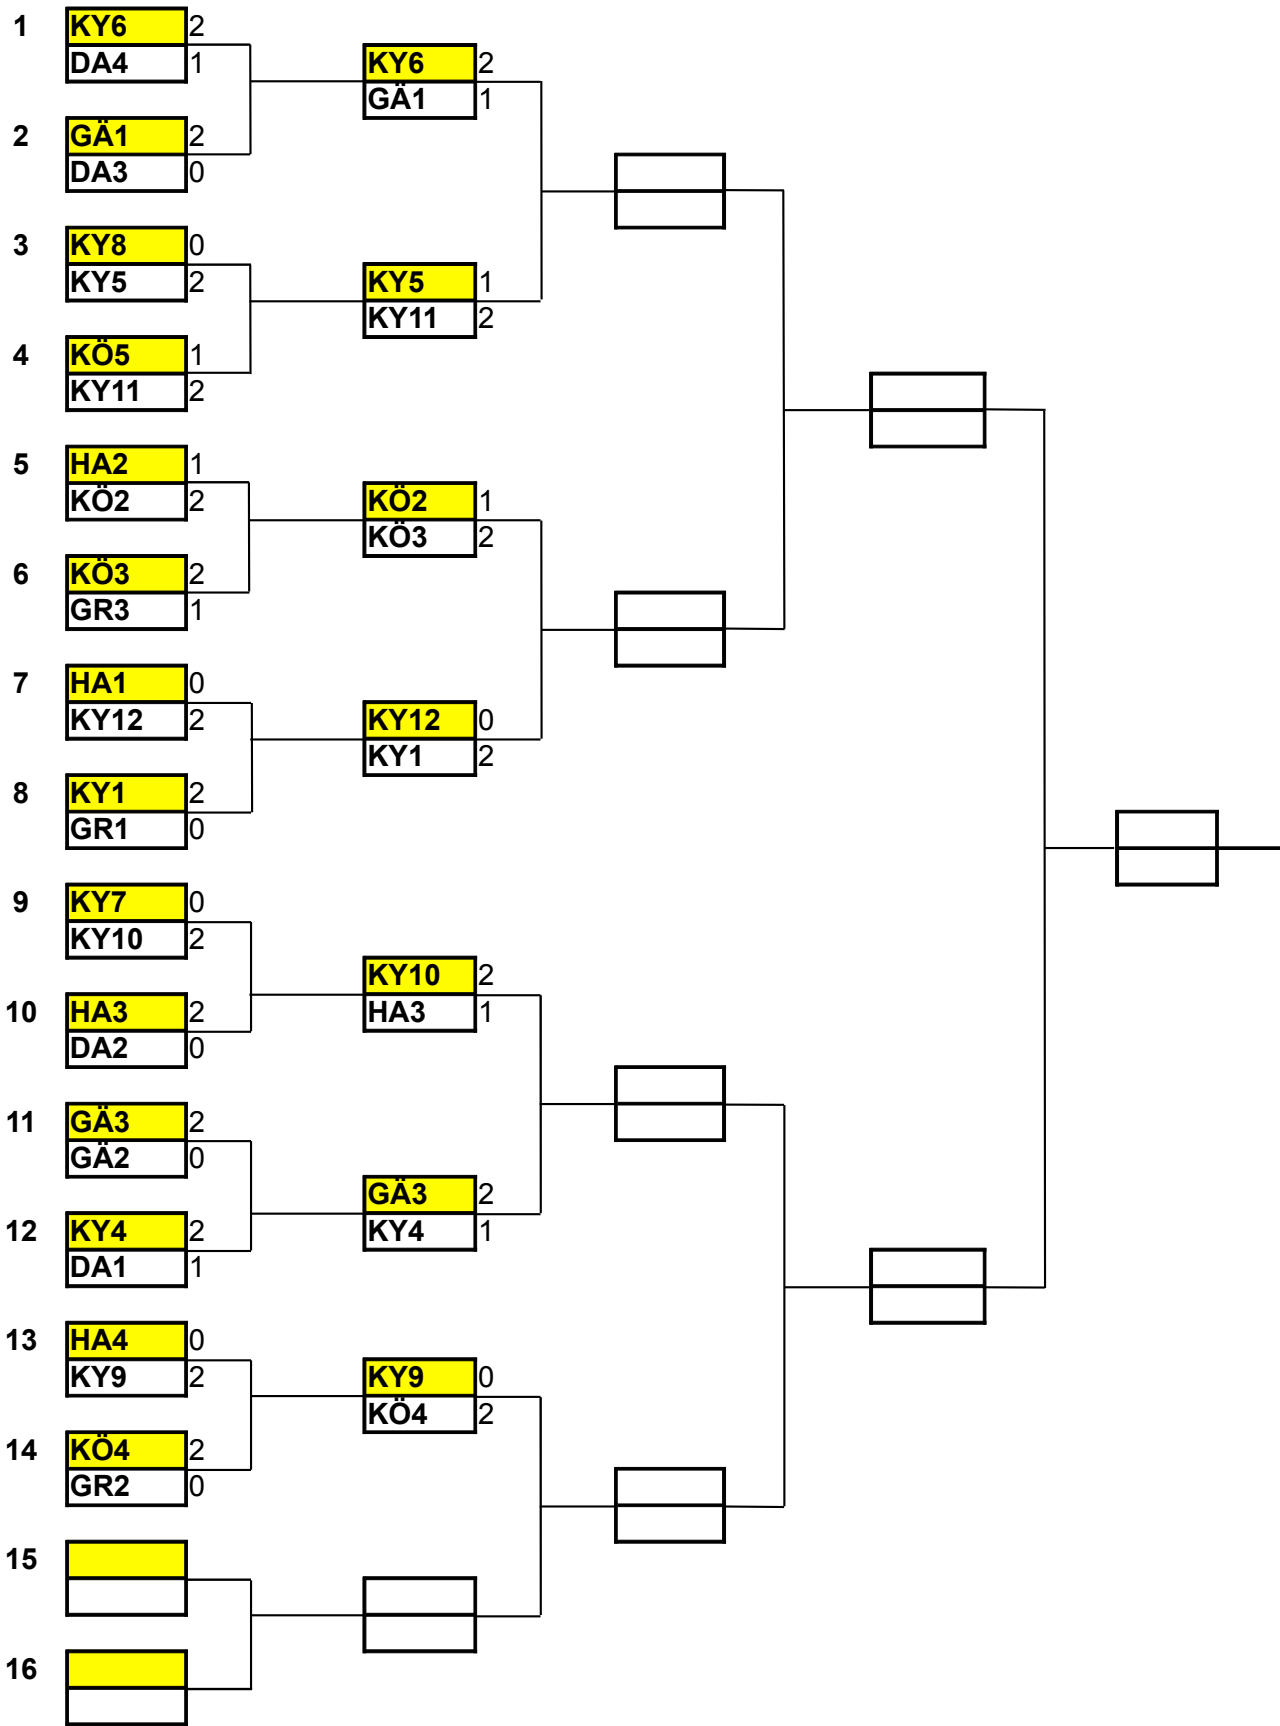 1 KY6 2
DA4 1
KY6 2
GÄ1 1
2 GÄ1 2
DA3 0
3 KY8 0
KY5 2
KY5 1
KY11 2
4 KÖ5 1
KY11 2
5 HA2 1
KÖ2 2
KÖ2 1
KÖ3 2
6 KÖ3 2
GR3 1
7 HA1 0
KY12 2
KY12 0
KY1 2
8 KY1 2
GR1 0
9 KY7 0
KY10 2
KY10 2
HA3 1
10 HA3 2
DA2 0
11 GÄ3 2
GÄ2 0
GÄ3 2
KY4 1
12 KY4 2
DA1 1
13 HA4 0
KY9 2
KY9 0
KÖ4 2
14 KÖ4 2
GR2 0
15
16